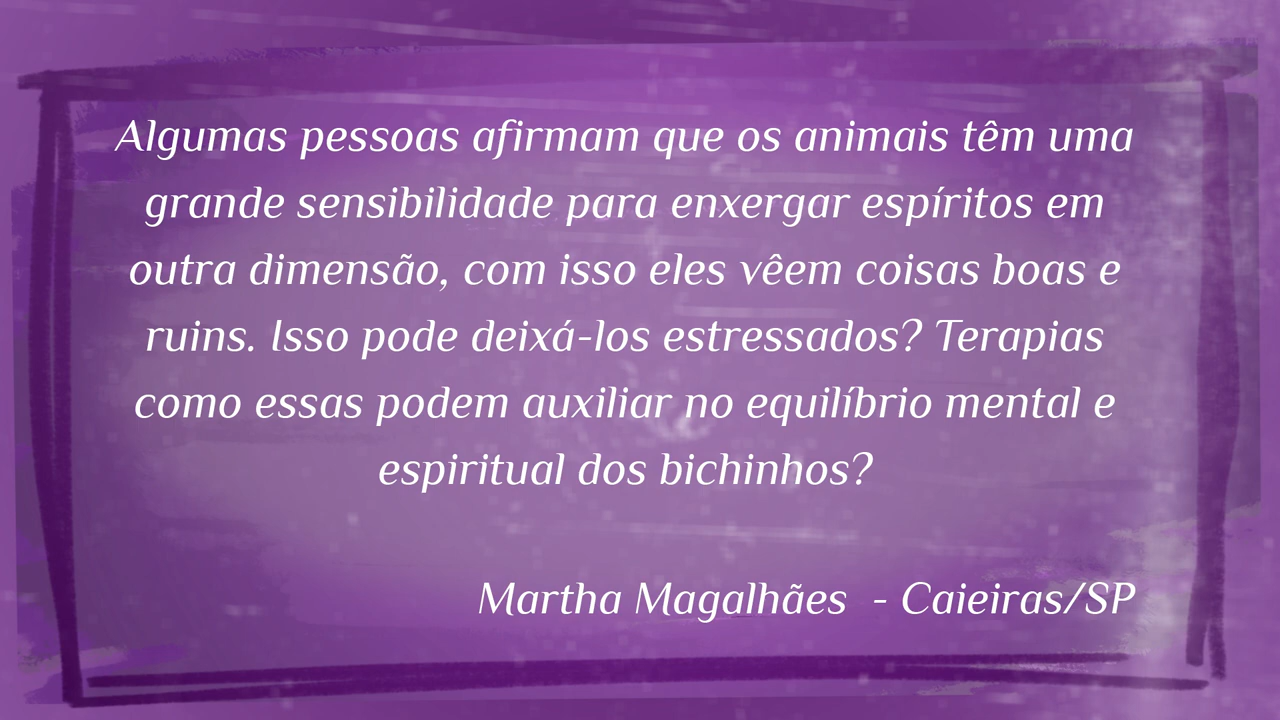 Algumas pessoas afirmam que os animais têm uma
grande sensibilidade para enxergar espíritos em
outra dimensão, com isso eles vêem coisas boas e
ruins. Isso pode deixá-los estressados? Terapias
como essas podem auxiliar no equilíbrio mental e
espiritual dos bichinhos?
Martha Magalhães - Caieiras/SP